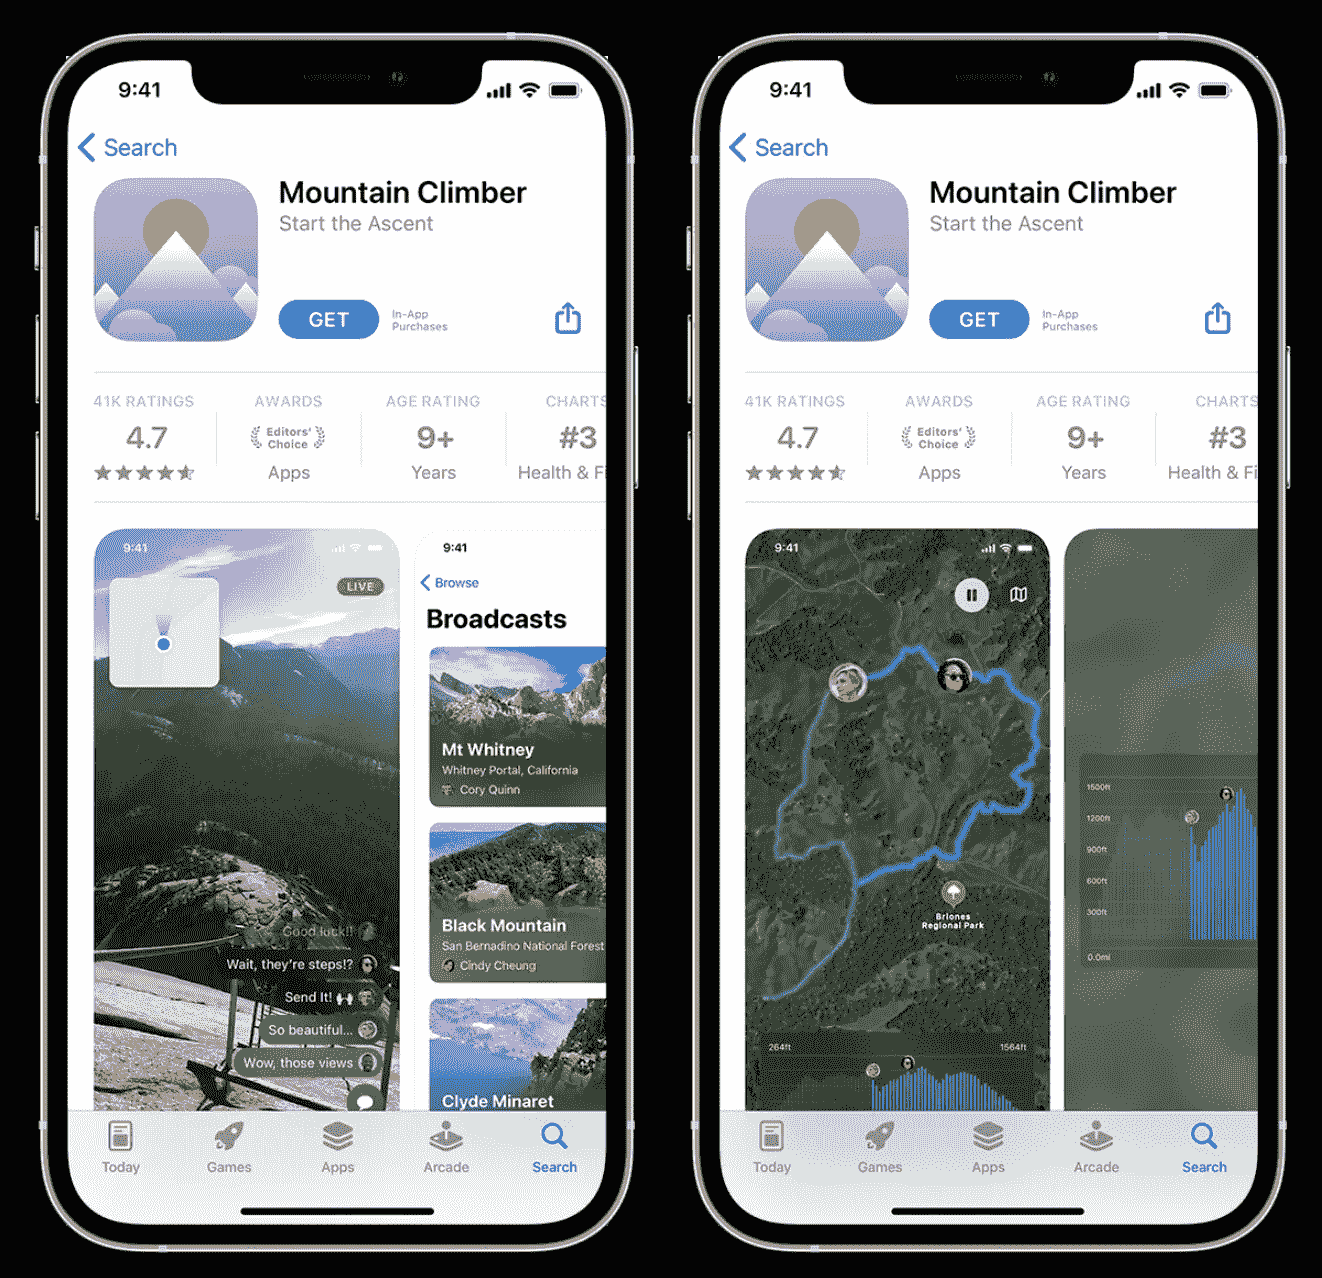 9:41
Search
Mountain Climber
Start the Ascent
GET
In-App
Purchases
41K RATINGS
4.7
AWARDS
Editors'
Choice
Apps
AGE RATING
9+
Years
CHARTS
#3
Health & Fi
9:41
LIVE
Good luck!!
Wait, they're steps!?
Send It! 🙌
So beautiful...
Wow, those views
9:41
Browse
Broadcasts
Mt Whitney
Whitney Portal, California
Cory Quinn
Black Mountain
San Bernadino National Forest
Cindy Cheung
Clyde Minaret
Today
Games
Apps
Arcade
Search
9:41
Search
Mountain Climber
Start the Ascent
GET
In-App
Purchases
41K RATINGS
4.7
AWARDS
Editors'
Choice
Apps
AGE RATING
9+
Years
CHARTS
#3
Health & Fi
9:41
Briones
Regional Park
264ft
1564ft
1500ft
1200ft
900ft
600ft
300ft
0.0mi
Today
Games
Apps
Arcade
Search